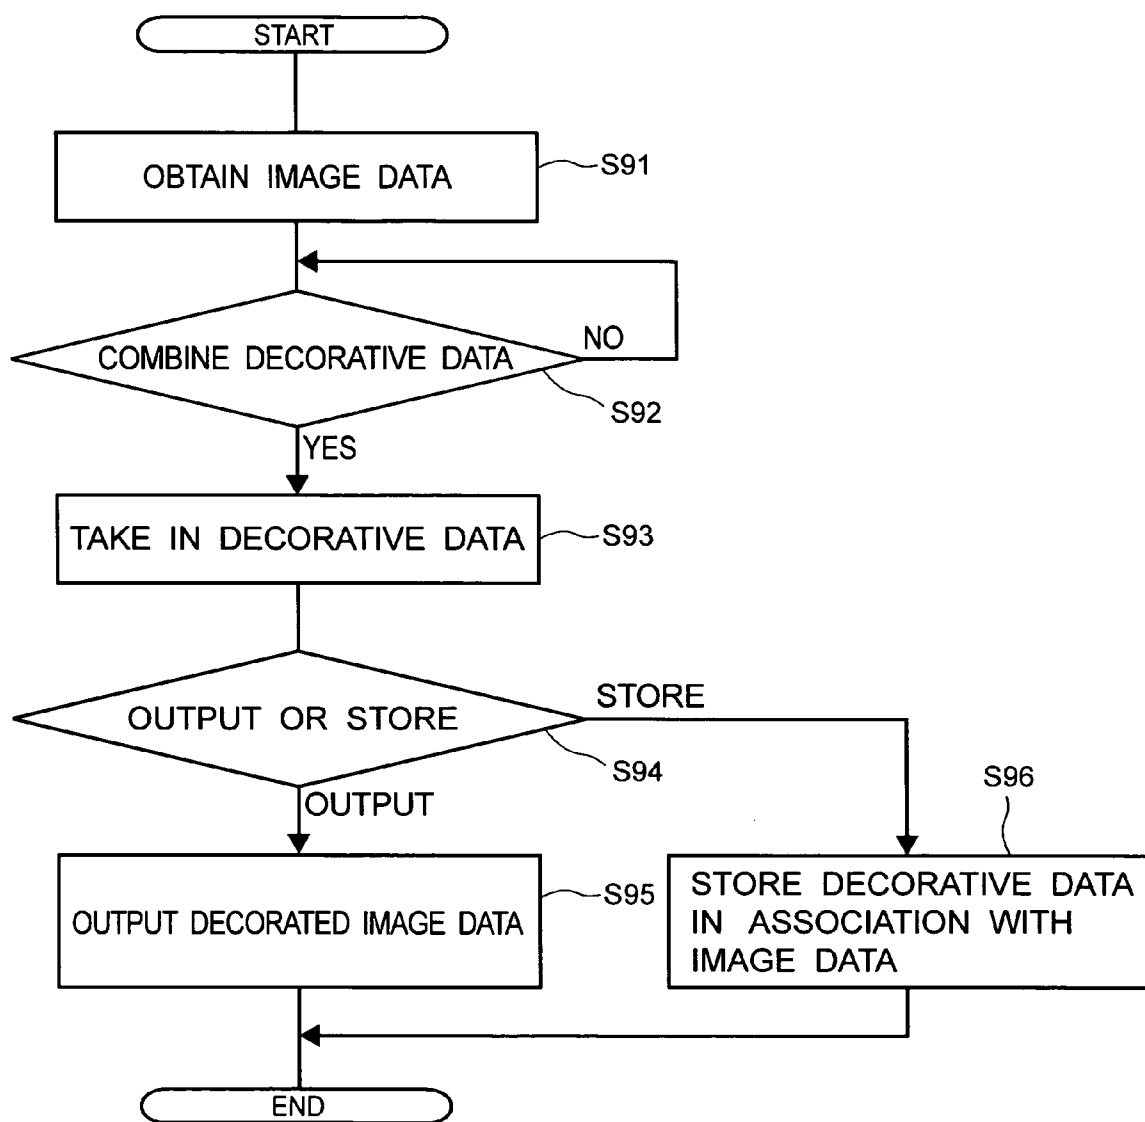 START
OBTAIN IMAGE DATA
S91
COMBINE DECORATIVE DATA
NO
S92
YES
TAKE IN DECORATIVE DATA
S93
OUTPUT OR STORE
STORE
S94
OUTPUT
S96
OUTPUT DECORATED IMAGE DATA
S95
STORE DECORATIVE DATA
IN ASSOCIATION WITH
IMAGE DATA
END